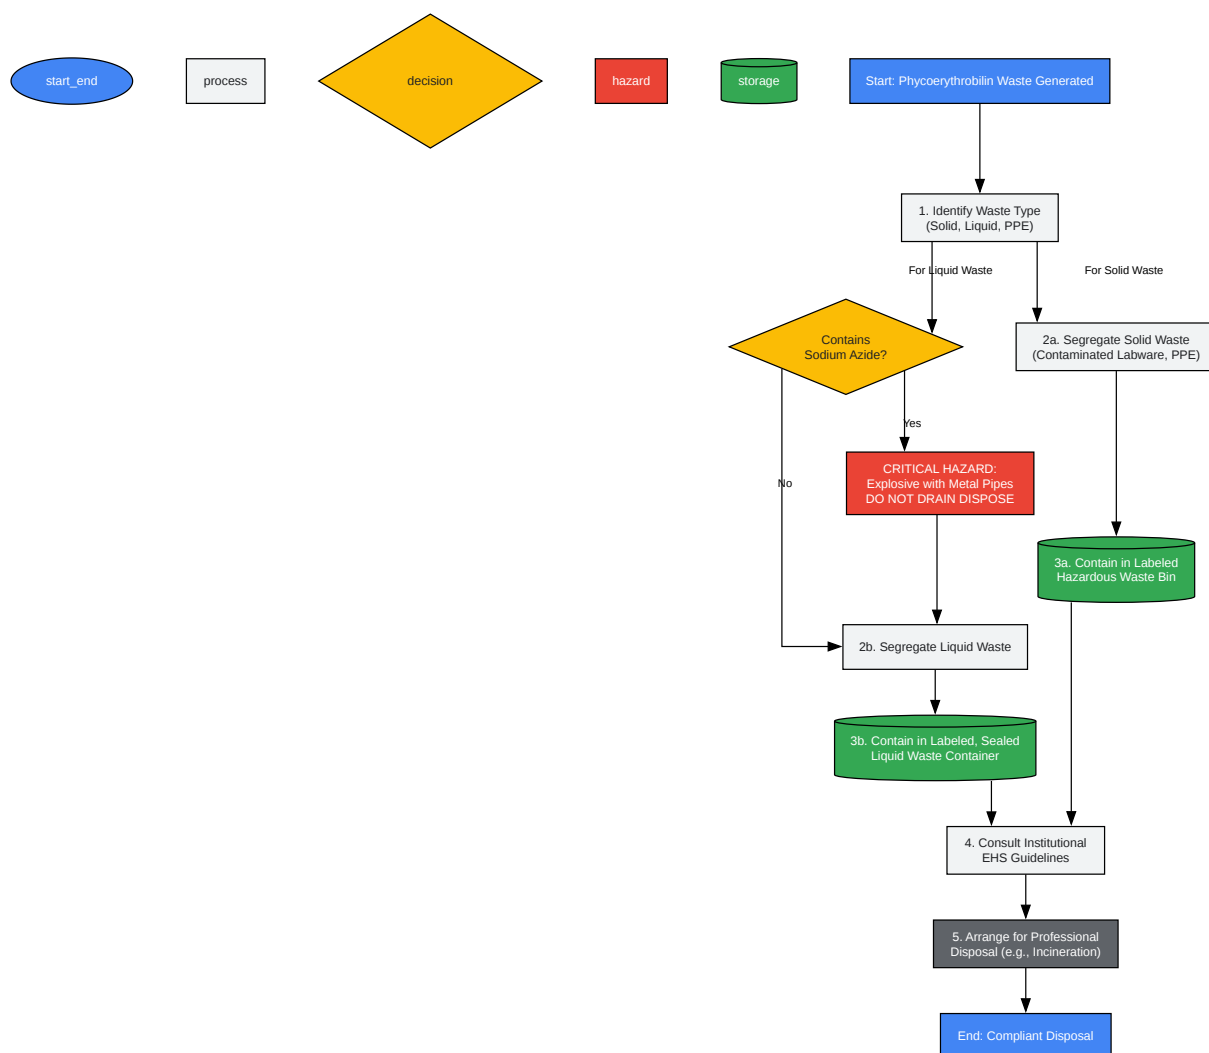 start_end
process
decision
hazard
storage
Start: Phycoerythrobilin Waste Generated
1. Identify Waste Type
(Solid, Liquid, PPE)
For Liquid Waste
For Solid Waste
Contains
Sodium Azide?
2a. Segregate Solid Waste
(Contaminated Labware, PPE)
Yes
No
CRITICAL HAZARD:
Explosive with Metal Pipes
DO NOT DRAIN DISPOSE
3a. Contain in Labeled
Hazardous Waste Bin
2b. Segregate Liquid Waste
3b. Contain in Labeled, Sealed
Liquid Waste Container
4. Consult Institutional
EHS Guidelines
5. Arrange for Professional
Disposal (e.g., Incineration)
End: Compliant Disposal